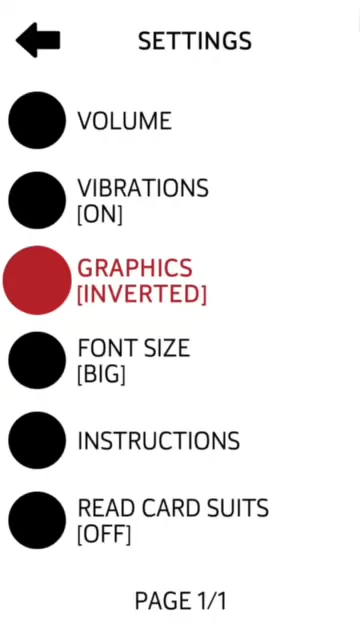 SETTINGS
VOLUME
VIBRATIONS
[ON]
GRAPHICS
[INVERTED]
FONT SIZE
[BIG]
INSTRUCTIONS
READ CARD SUITS
[OFF]
PAGE 1/1